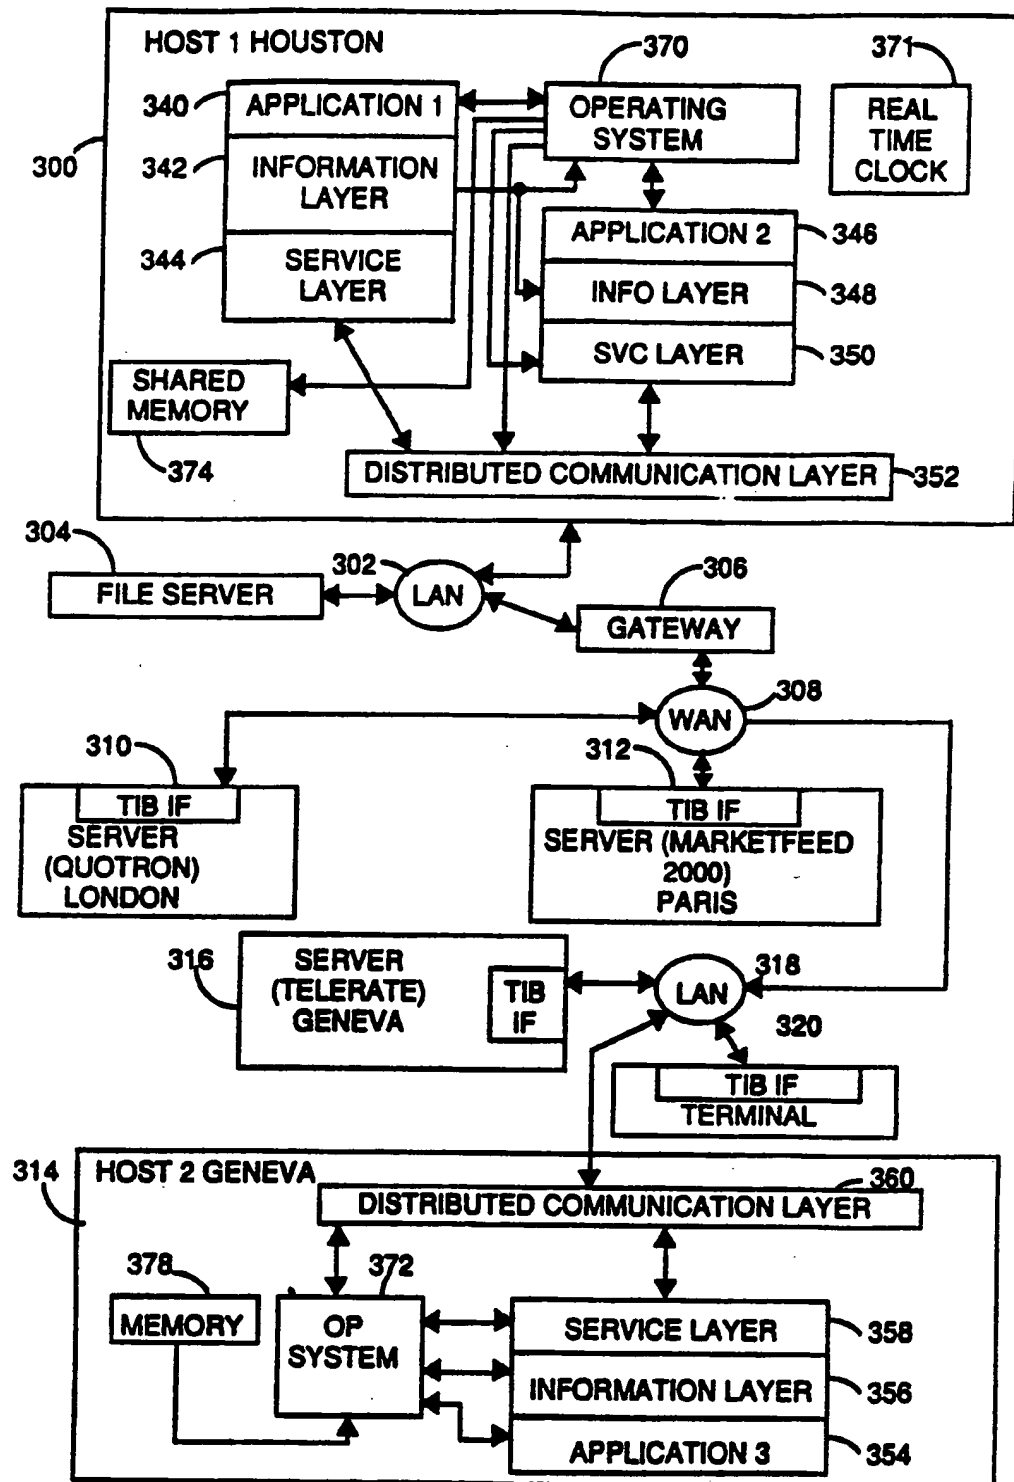 HOST 1 HOUSTON
370
371
340
APPLICATION 1
OPERATING
SYSTEM
REAL
TIME
CLOCK
300
342
INFORMATION
LAYER
344
SERVICE
LAYER
APPLICATION 2
346
INFO LAYER
348
SVC LAYER
350
SHARED
MEMORY
374
DISTRIBUTED COMMUNICATION LAYER
352
304
302
306
FILE SERVER
LAN
GATEWAY
308
WAN
310
312
TIB IF
SERVER
(QUOTRON)
LONDON
TIB IF
SERVER (MARKETFEED
2000)
PARIS
316
SERVER
(TELERATE)
GENEVA
TIB
IF
LAN
318
320
TIB IF
TERMINAL
314
HOST 2 GENEVA
360
DISTRIBUTED COMMUNICATION LAYER
378
372
MEMORY
OP
SYSTEM
SERVICE LAYER
358
INFORMATION LAYER
356
APPLICATION 3
354